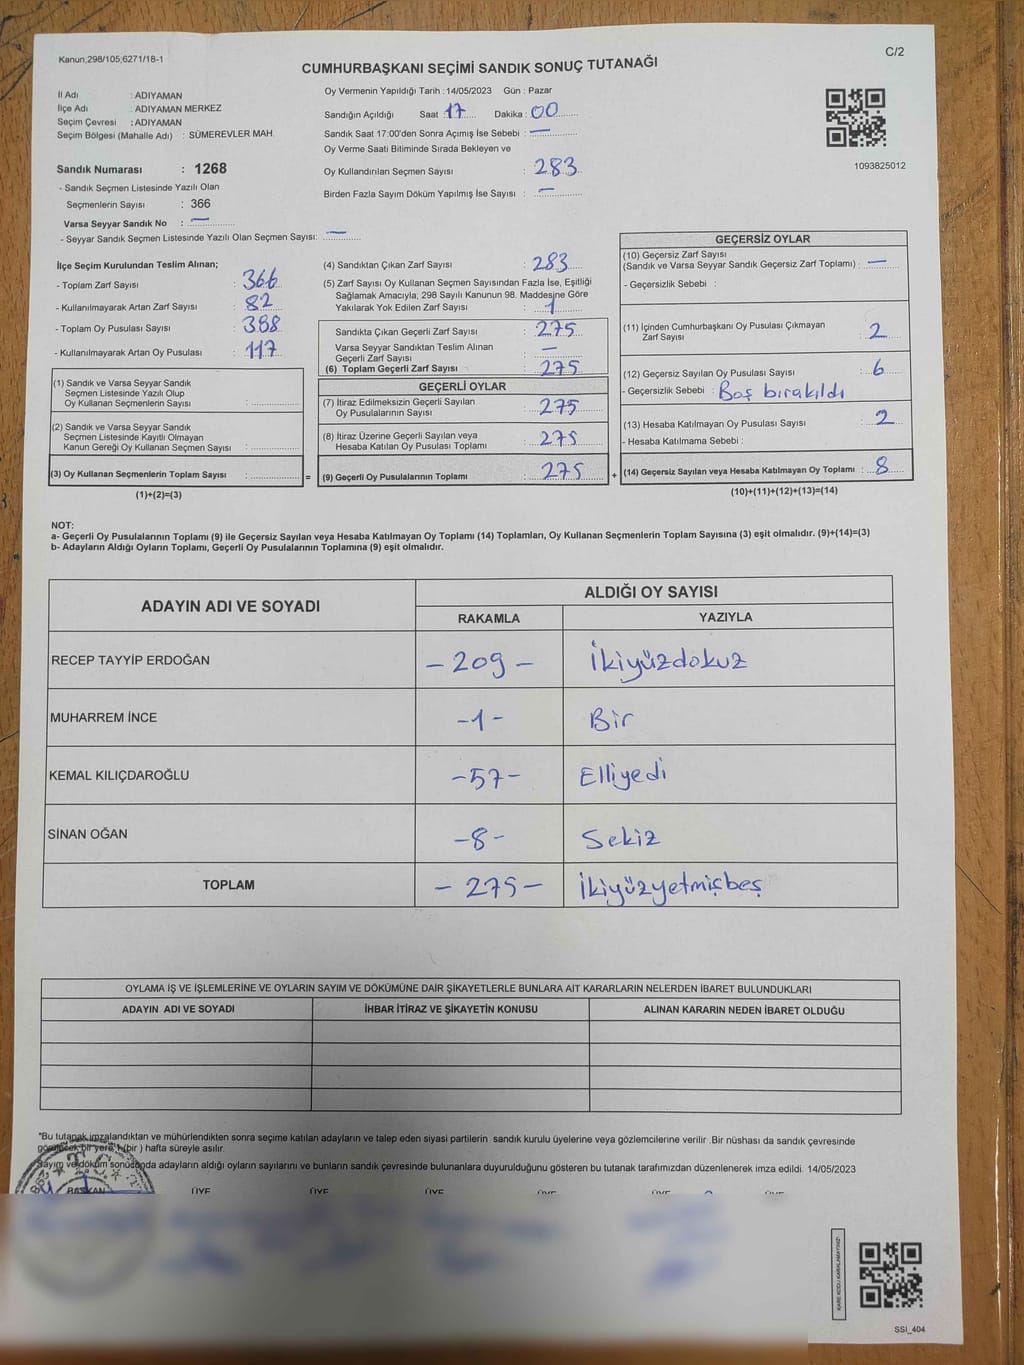 Kanun;298/105;6271/18-1
C/2
CUMHURBAŞKANI SEÇİMİ SANDIK SONUÇ TUTANAĞI
İl Adı : ADIYAMAN
İlçe Adı : ADIYAMAN MERKEZ
Seçim Çevresi : ADIYAMAN
Seçim Bölgesi (Mahalle Adı) : SÜMEREVLER MAH.
Sandık Numarası : 1268
- Sandık Seçmen Listesinde Yazılı Olan
Seçmenlerin Sayısı : 366
Varsa Seyyar Sandık No : —
- Seyyar Sandık Seçmen Listesinde Yazılı Olan Seçmen Sayısı: —
Oy Vermenin Yapıldığı Tarih : 14/05/2023 Gün : Pazar
Sandığın Açıldığı Saat : 17 Dakika : 00
Sandık Saat 17:00'den Sonra Açımış İse Sebebi : —
Oy Verme Saati Bitiminde Sırada Bekleyen ve
Oy Kullandırılan Seçmen Sayısı : 283
Birden Fazla Sayım Döküm Yapılmış İse Sayısı : —
1093825012
İlçe Seçim Kurulundan Teslim Alınan;
- Toplam Zarf Sayısı : 366
- Kullanılmayarak Artan Zarf Sayısı : 82
- Toplam Oy Pusulası Sayısı : 388
- Kullanılmayarak Artan Oy Pusulası : 117
(1) Sandık ve Varsa Seyyar Sandık
Seçmen Listesinde Yazılı Olup
Oy Kullanan Seçmenlerin Sayısı :
(2) Sandık ve Varsa Seyyar Sandık
Seçmen Listesinde Kayıtlı Olmayan
Kanun Gereği Oy Kullanan Seçmen Sayısı :
(3) Oy Kullanan Seçmenlerin Toplam Sayısı :
=
(1)+(2)=(3)
(4) Sandıktan Çıkan Zarf Sayısı : 283
(5) Zarf Sayısı Oy Kullanan Seçmen Sayısından Fazla İse, Eşitliği
Sağlamak Amacıyla, 298 Sayılı Kanunun 98. Maddesine Göre
Yakılarak Yok Edilen Zarf Sayısı : 1
Sandıkta Çıkan Geçerli Zarf Sayısı : 275
Varsa Seyyar Sandıktan Teslim Alınan
Geçerli Zarf Sayısı : —
(6) Toplam Geçerli Zarf Sayısı : 275
GEÇERLİ OYLAR
(7) İtiraz Edilmeksizin Geçerli Sayılan
Oy Pusulalarının Sayısı : 275
(8) İtiraz Üzerine Geçerli Sayılan veya
Hesaba Katılan Oy Pusulası Toplamı : 275
(9) Geçerli Oy Pusulalarının Toplamı : 275
+
GEÇERSİZ OYLAR
(10) Geçersiz Zarf Sayısı
(Sandık ve Varsa Seyyar Sandık Geçersiz Zarf Toplamı) : —
- Geçersizlik Sebebi :
(11) İçinden Cumhurbaşkanı Oy Pusulası Çıkmayan
Zarf Sayısı : 2
(12) Geçersiz Sayılan Oy Pusulası Sayısı : 6
- Geçersizlik Sebebi : Boş bırakıldı
(13) Hesaba Katılmayan Oy Pusulası Sayısı : 2
- Hesaba Katılmama Sebebi :
(14) Geçersiz Sayılan veya Hesaba Katılmayan Oy Toplamı : 8
(10)+(11)+(12)+(13)=(14)
NOT:
a- Geçerli Oy Pusulalarının Toplamı (9) ile Geçersiz Sayılan veya Hesaba Katılmayan Oy Toplamı (14) Toplamları, Oy Kullanan Seçmenlerin Toplam Sayısına (3) eşit olmalıdır. (9)+(14)=(3)
b- Adayların Aldığı Oyların Toplamı, Geçerli Oy Pusulalarının Toplamına (9) eşit olmalıdır.
ADAYIN ADI VE SOYADI
ALDIĞI OY SAYISI
RAKAMLA YAZIYLA
RECEP TAYYİP ERDOĞAN - 209 - İkiyüzdokuz
MUHARREM İNCE -1- Bir
KEMAL KILIÇDAROĞLU -57- Elliyedi
SİNAN OĞAN -8- Sekiz
TOPLAM - 275 - İkiyüzyetmişbeş
OYLAMA İŞ VE İŞLEMLERİNE VE OYLARIN SAYIM VE DÖKÜMÜNE DAİR ŞİKAYETLERLE BUNLARA AİT KARARLARIN NELERDEN İBARET BULUNDUKLARI
ADAYIN ADI VE SOYADI İHBAR İTİRAZ VE ŞİKAYETİN KONUSU ALINAN KARARIN NEDEN İBARET OLDUĞU
*Bu tutanak imzalandıktan ve mühürlendikten sonra seçime katılan adayların ve talep eden siyasi partilerin sandık kurulu üyelerine veya gözlemcilerine verilir .Bir nüshası da sandık çevresinde
görülecek bir yere 1(bir ) hafta süreyle asılır.
Sayım ve döküm sonucunda adayların aldığı oyların sayılarını ve bunların sandık çevresinde bulunanlara duyurulduğunu gösteren bu tutanak tarafımızdan düzenlenerek imza edildi. 14/05/2023
T.C.
BAŞKAN ÜYE ÜYE ÜYE ÜYE ÜYE ÜYE
SSI_404